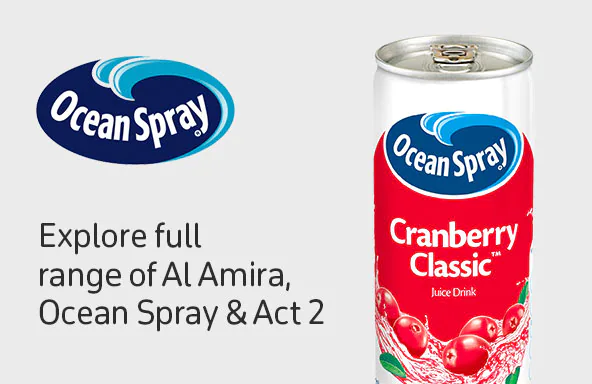 Ocean Spray
Explore full
range of Al Amira,
Ocean Spray & Act 2
Ocean Spray
Cranberry
Classic™
Juice Drink